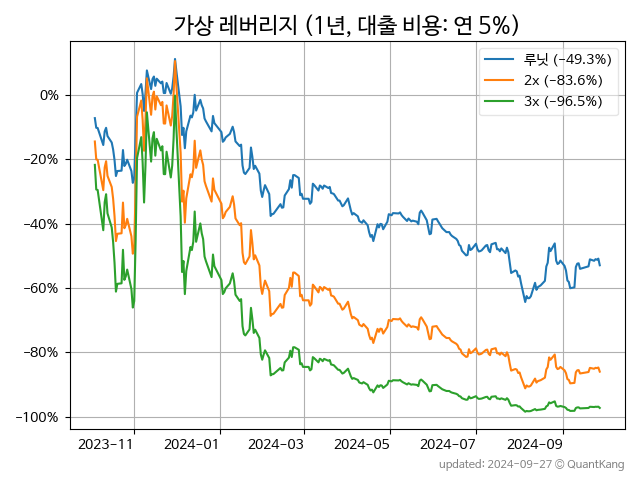 가상 레버리지 (1년, 대출 비용: 연 5%)
루닛 (−49.3%)
2x (−83.6%)
3x (−96.5%)
0%
−20%
−40%
−60%
−80%
−100%
2023-11 2024-01 2024-03 2024-05 2024-07 2024-09
updated: 2024-09-27 © QuantKang